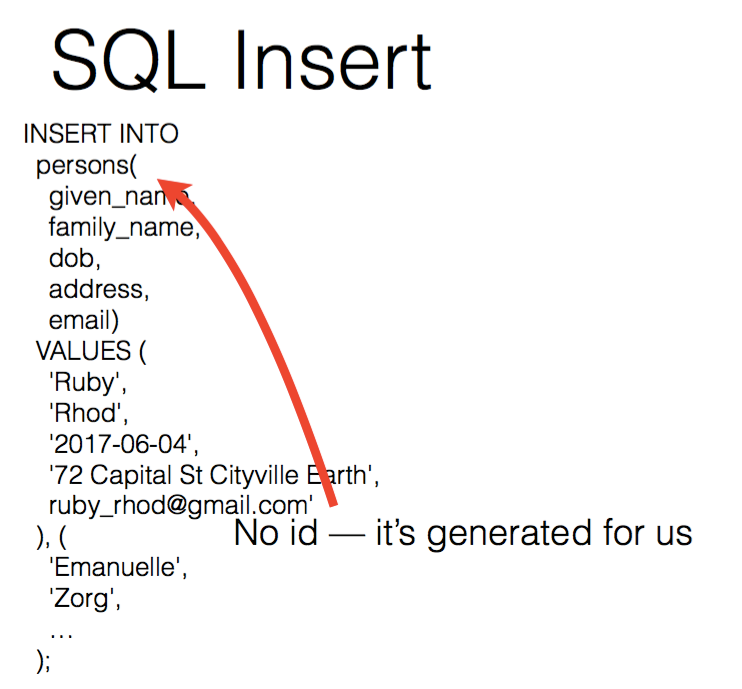 SQL Insert
INSERT INTO
persons(
given_name,
family_name,
dob,
address,
email)
VALUES (
'Ruby',
'Rhod',
'2017-06-04',
'72 Capital St Cityville Earth',
ruby_rhod@gmail.com'
), (
'Emanuelle',
'Zorg',
…
);
No id — it’s generated for us